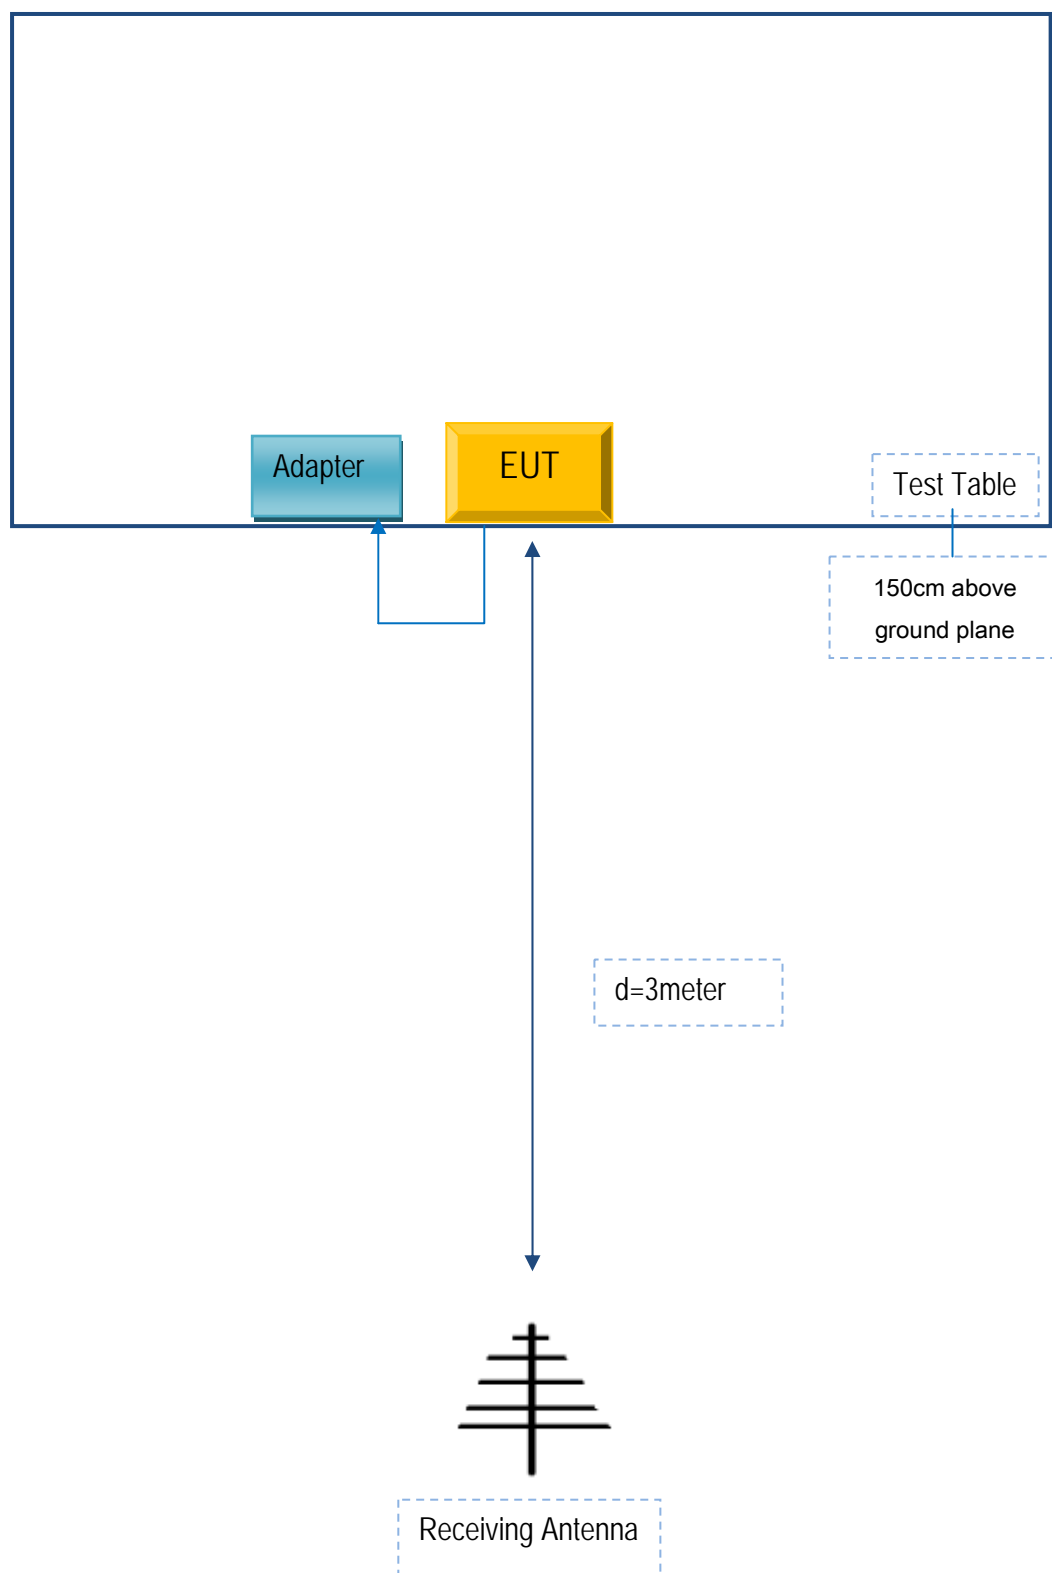 Adapter
EUT
Test Table
150cm above
ground plane
d=3meter
Receiving Antenna